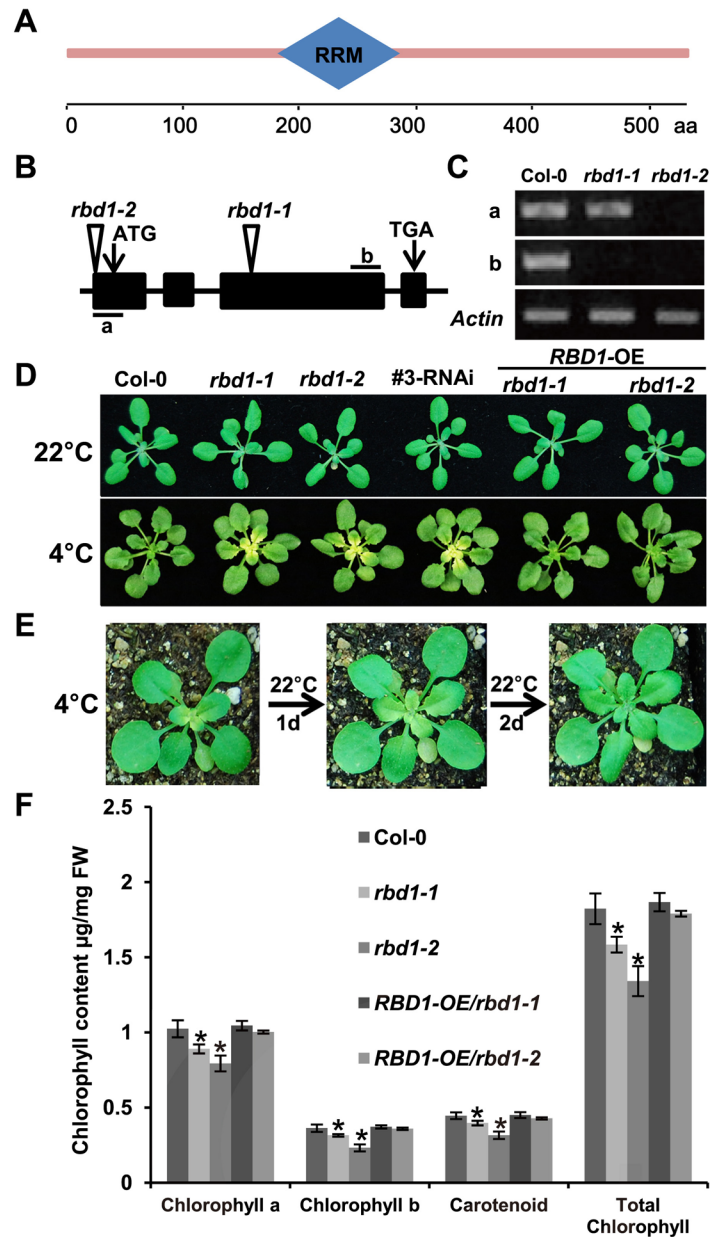 A
RRM
0 100 200 300 400 500 aa
B
rbd1-2
ATG
rbd1-1
TGA
b
a
C
Col-0 rbd1-1 rbd1-2
a
b
Actin
D
RBD1-OE
Col-0 rbd1-1 rbd1-2 #3-RNAi rbd1-1 rbd1-2
22°C
4°C
E
4°C
22°C
1d
22°C
2d
F
Chlorophyll content µg/mg FW
2.5
2
1.5
1
0.5
0
Col-0
rbd1-1
rbd1-2
RBD1-OE/rbd1-1
RBD1-OE/rbd1-2
* * * * * * * *
Chlorophyll a Chlorophyll b Carotenoid Total
Chlorophyll